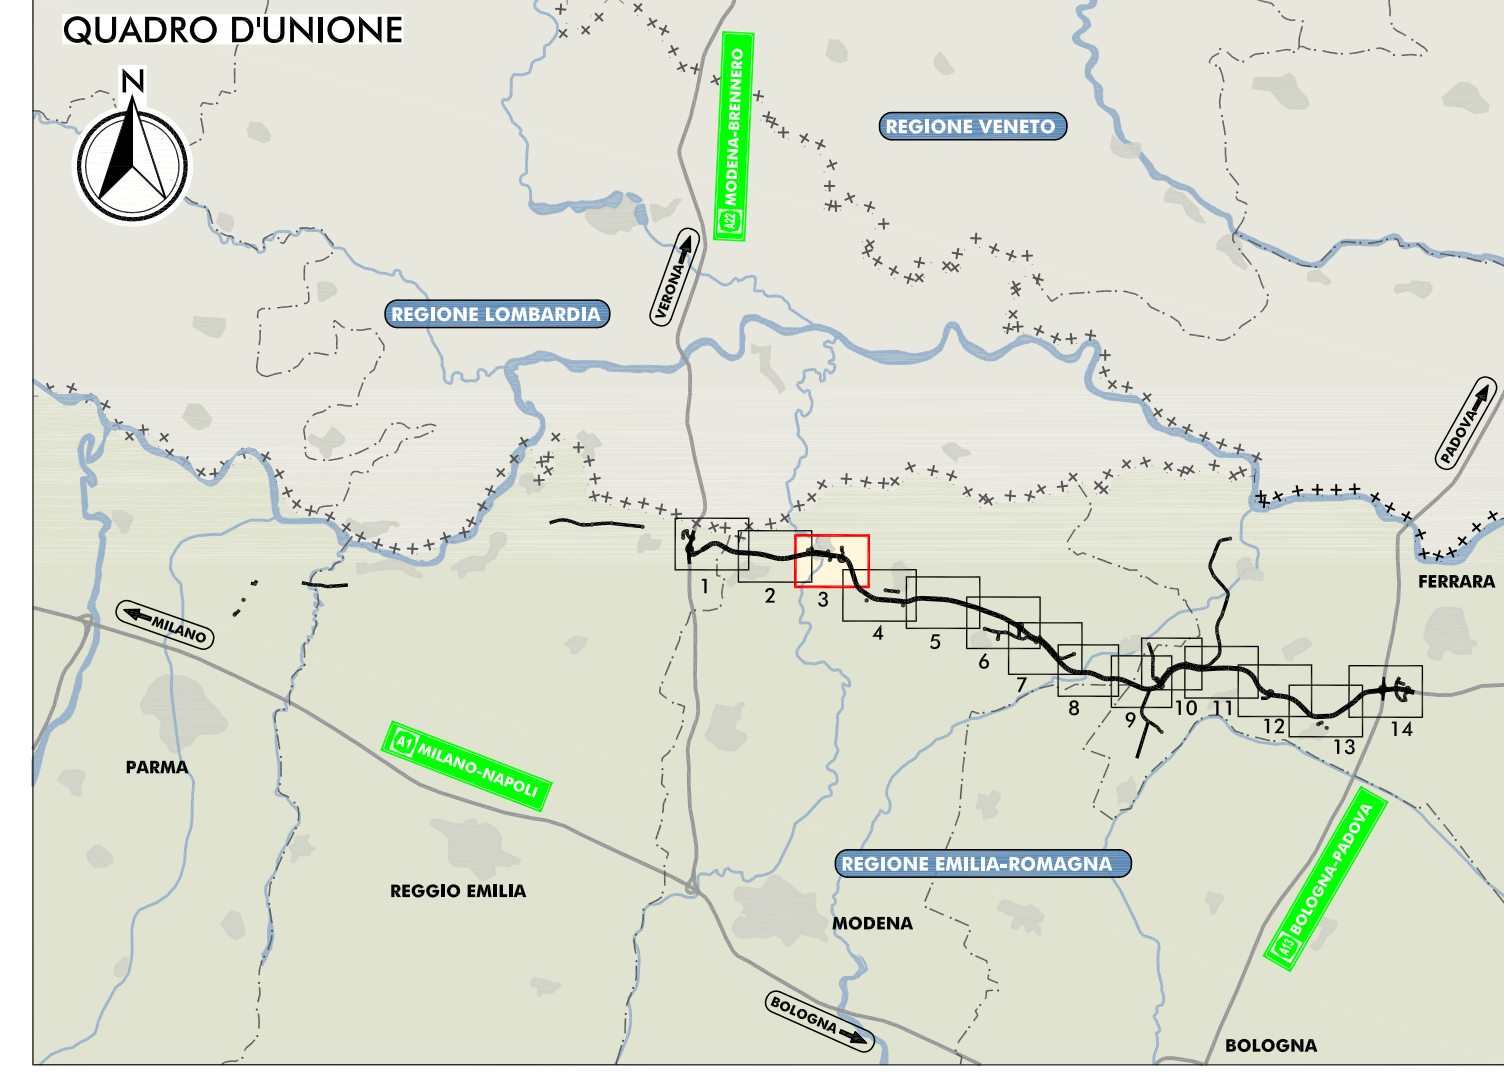 QUADRO D'UNIONE
N
A22 MODENA-BRENNERO
REGIONE VENETO
VERONA
REGIONE LOMBARDIA
PADOVA
FERRARA
1
2
3
4
5
6
7
8
9
10
11
12
13
14
MILANO
PARMA
A1 MILANO-NAPOLI
REGGIO EMILIA
REGIONE EMILIA-ROMAGNA
MODENA
A13 BOLOGNA-PADOVA
BOLOGNA
BOLOGNA